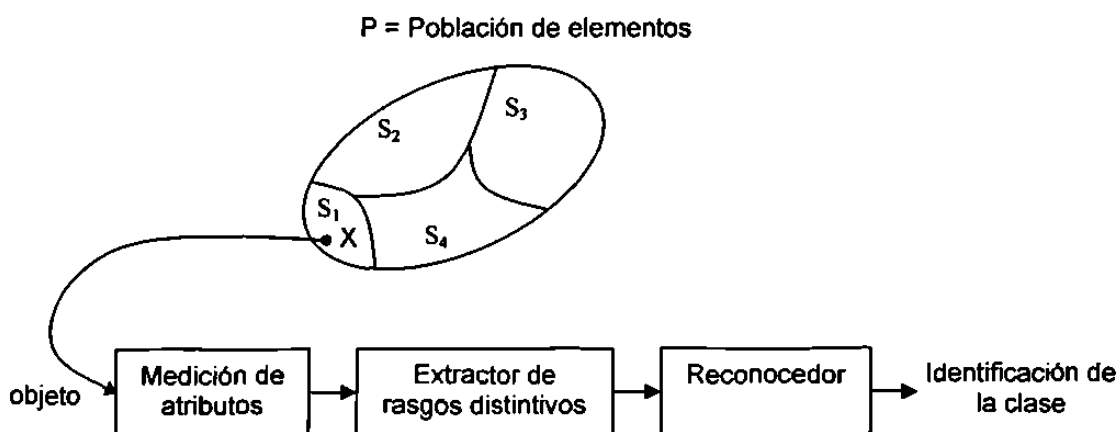 P = Población de elementos
S₂
S₃
S₁
X
S₄
objeto
Medición de
atributos
Extractor de
rasgos distintivos
Reconocedor
Identificación de
la clase